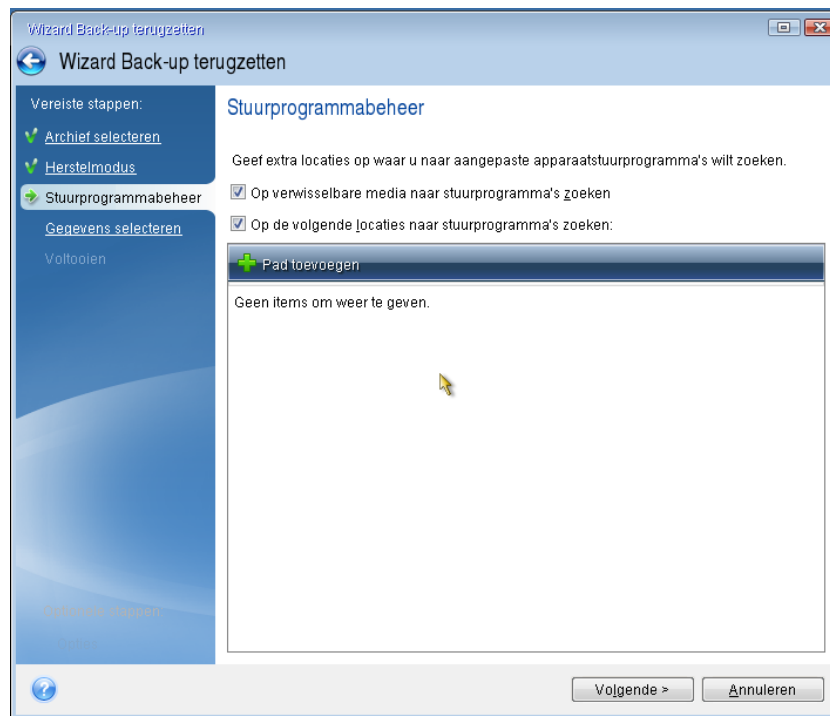 Wizard Back-up terugzetten
Wizard Back-up terugzetten
Vereiste stappen:
Archief selecteren
Herstelmodus
Stuurprogrammabeheer
Gegevens selecteren
Voltooien
Stuurprogrammabeheer
Geef extra locaties op waar u naar aangepaste apparaatstuurprogramma's wilt zoeken.
Op verwisselbare media naar stuurprogramma's zoeken
Op de volgende locaties naar stuurprogramma's zoeken:
Pad toevoegen
Geen items om weer te geven.
stappen
Volgende >
Annuleren